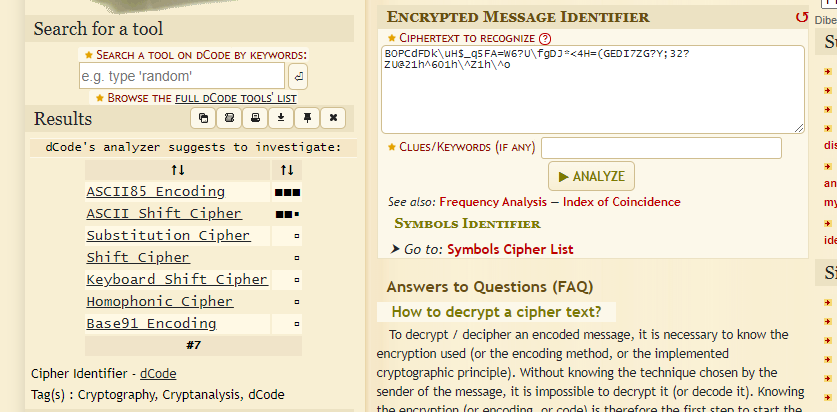 Search for a tool
★ SEARCH A TOOL ON DCODE BY KEYWORDS:
e.g. type 'random'
★ BROWSE THE FULL DCODE TOOLS' LIST
Results
dCode's analyzer suggests to investigate:
↑↓ ↑↓
ASCII85 Encoding ■■■
ASCII Shift Cipher ■■▪
Substitution Cipher ▫
Shift Cipher ▫
Keyboard Shift Cipher ▫
Homophonic Cipher ▫
Base91 Encoding ▫
#7
Cipher Identifier - dCode
Tag(s) : Cryptography, Cryptanalysis, dCode
ENCRYPTED MESSAGE IDENTIFIER
★ CIPHERTEXT TO RECOGNIZE ?
BOPCdFDk\uH$_q5FA=W6?U\fgDJ*<4H=(GEDI7ZG?Y;32?
ZU@21h^6O1h\^Z1h\^o
★ CLUES/KEYWORDS (IF ANY)
▶ ANALYZE
See also: Frequency Analysis — Index of Coincidence
SYMBOLS IDENTIFIER
➤ Go to: Symbols Cipher List
Answers to Questions (FAQ)
How to decrypt a cipher text?
To decrypt / decipher an encoded message, it is necessary to know the
encryption used (or the encoding method, or the implemented
cryptographic principle). Without knowing the technique chosen by the
sender of the message, it is impossible to decrypt it (or decode it). Knowing
the encryption (or encoding, or code) is therefore the first step to start the